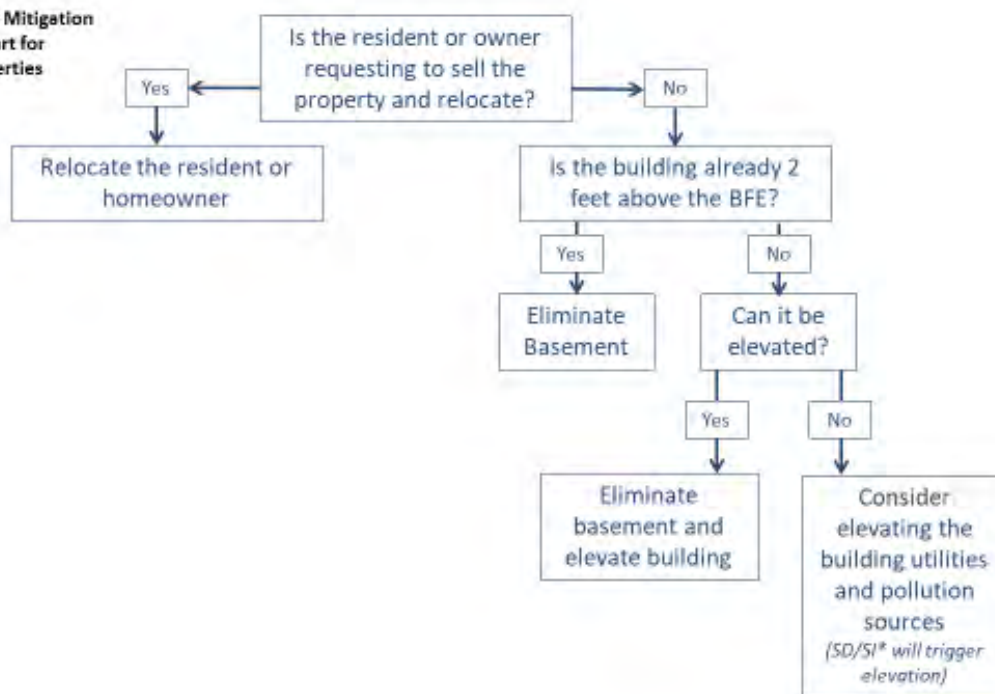 Mitigation
rt for
erties
Is the resident or owner
requesting to sell the
property and relocate?
Yes
No
Relocate the resident or
homeowner
Is the building already 2
feet above the BFE?
Yes
No
Eliminate
Basement
Can it be
elevated?
Yes
No
Eliminate
basement and
elevate building
Consider
elevating the
building utilities
and pollution
sources
(SD/SI* will trigger
elevation)